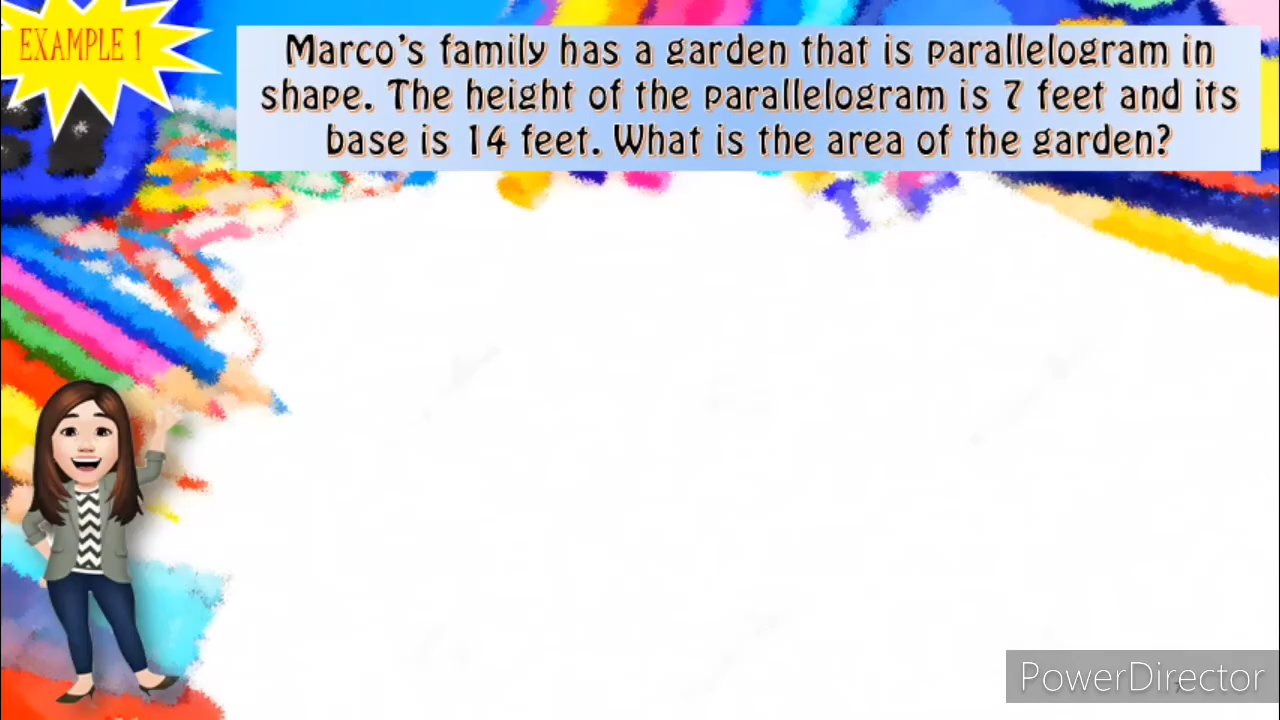 EXAMPLE 1
Marco's family has a garden that is parallelogram in
shape. The height of the parallelogram is 7 feet and its
base is 14 feet. What is the area of the garden?
PowerDirector